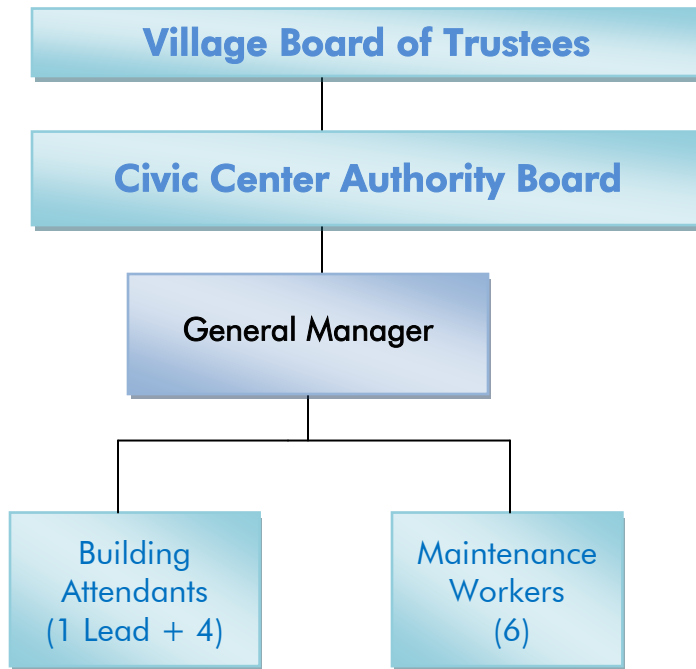 Village Board of Trustees
Civic Center Authority Board
General Manager
Building
Attendants
(1 Lead + 4)
Maintenance
Workers
(6)